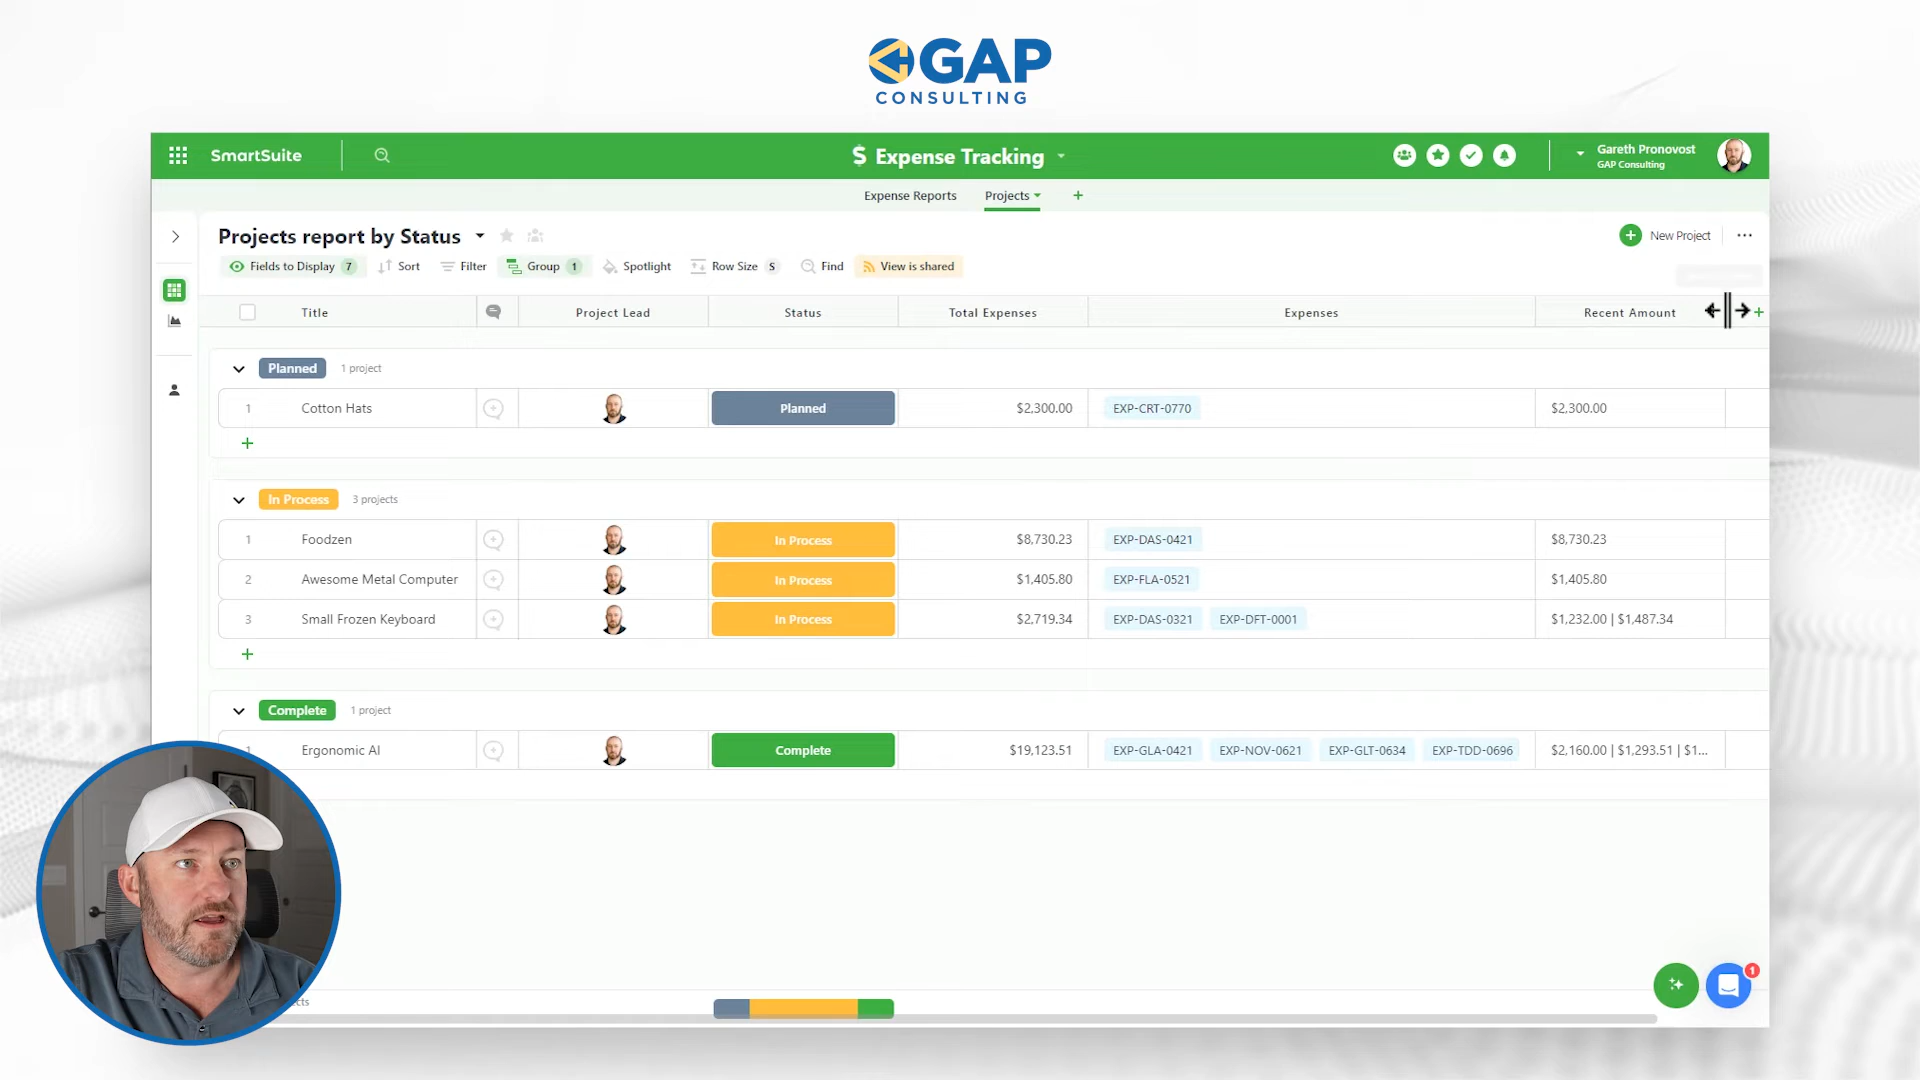 GAP
CONSULTING
SmartSuite
$ Expense Tracking
Gareth Pronovost
GAP Consulting
Expense Reports
Projects
+
Projects report by Status
New Project
Fields to Display 7
Sort
Filter
Group 1
Spotlight
Row Size S
Find
View is shared
Title
Project Lead
Status
Total Expenses
Expenses
Recent Amount
+
Planned
1 project
1
Cotton Hats
Planned
$2,300.00
EXP-CRT-0770
$2,300.00
+
In Process
3 projects
1
Foodzen
In Process
$8,730.23
EXP-DAS-0421
$8,730.23
2
Awesome Metal Computer
In Process
$1,405.80
EXP-FLA-0521
$1,405.80
3
Small Frozen Keyboard
In Process
$2,719.34
EXP-DAS-0321
EXP-DFT-0001
$1,232.00 | $1,487.34
+
Complete
1 project
1
Ergonomic AI
Complete
$19,123.51
EXP-GLA-0421
EXP-NOV-0621
EXP-GLT-0634
EXP-TDD-0696
$2,160.00 | $1,293.51 | $1...
1